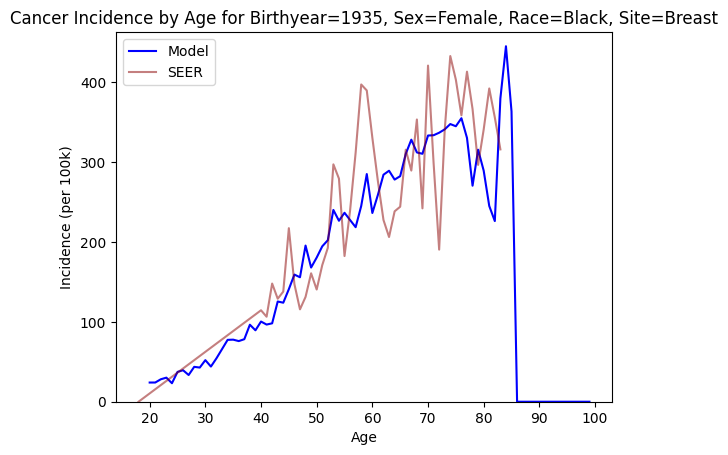 Cancer Incidence by Age for Birthyear=1935, Sex=Female, Race=Black, Site=Breast
Model
SEER
Incidence (per 100k)
400
300
200
100
0
20 30 40 50 60 70 80 90 100
Age